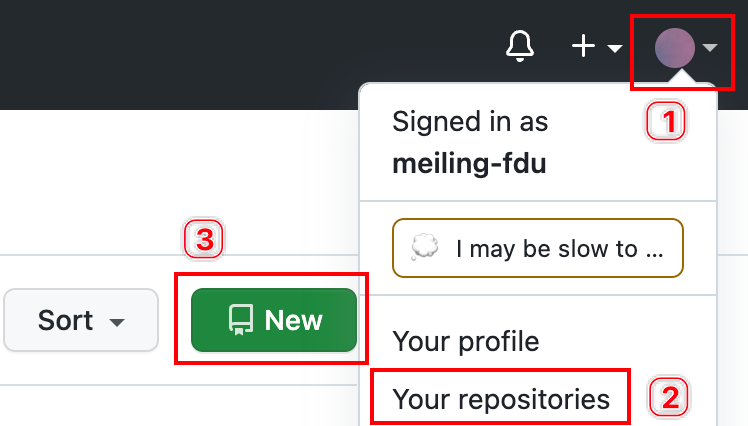 1
Signed in as
meiling-fdu
3
I may be slow to ...
Sort
New
Your profile
Your repositories
2